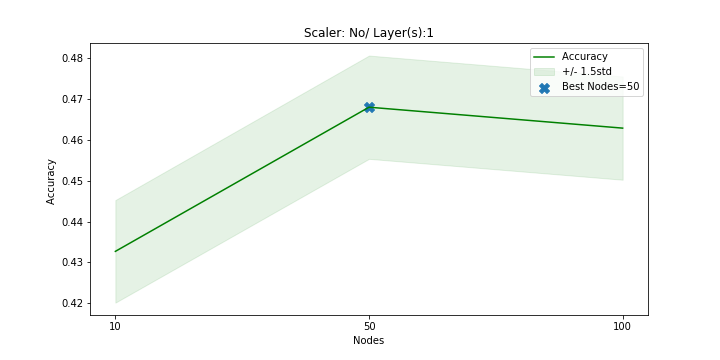 Scaler: No/ Layer(s):1
Accuracy
+/- 1.5std
Best Nodes=50
0.48
0.47
0.46
0.45
0.44
0.43
0.42
Accuracy
10
50
100
Nodes